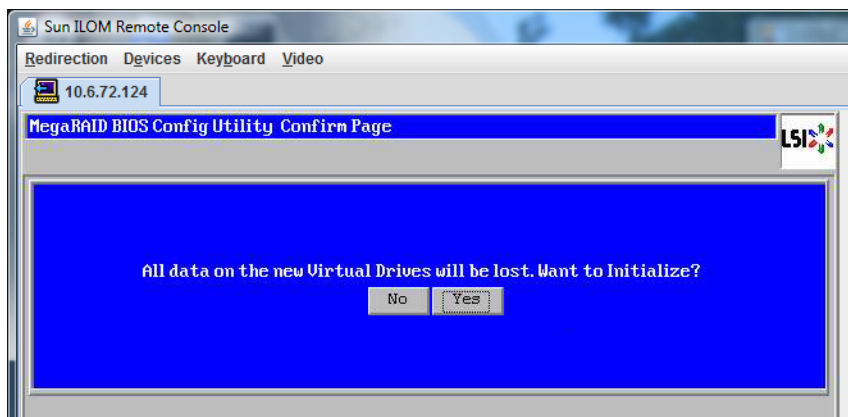 Sun ILOM Remote Console
Redirection Devices Keyboard Video
10.6.72.124
MegaRAID BIOS Config Utility Confirm Page
LSI
All data on the new Virtual Drives will be lost. Want to Initialize?
No Yes